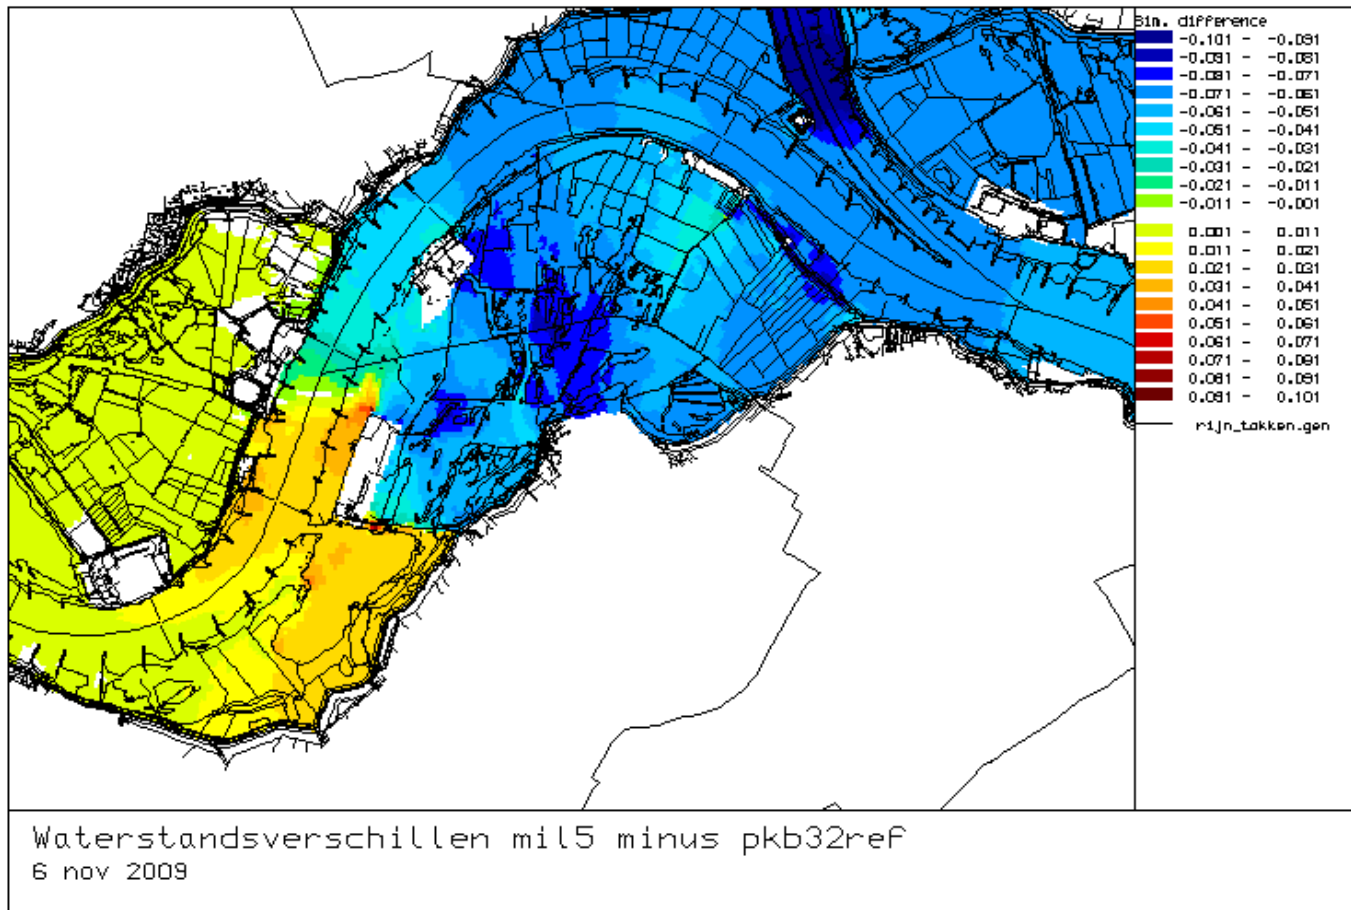 Sim. difference
-0.101 - -0.091
-0.091 - -0.081
-0.081 - -0.071
-0.071 - -0.061
-0.061 - -0.051
-0.051 - -0.041
-0.041 - -0.031
-0.031 - -0.021
-0.021 - -0.011
-0.011 - -0.001
0.001 - 0.011
0.011 - 0.021
0.021 - 0.031
0.031 - 0.041
0.041 - 0.051
0.051 - 0.061
0.061 - 0.071
0.071 - 0.081
0.081 - 0.091
0.091 - 0.101
rijn_takken.gen
Waterstandsverschillen mil5 minus pkb32ref
6 nov 2009